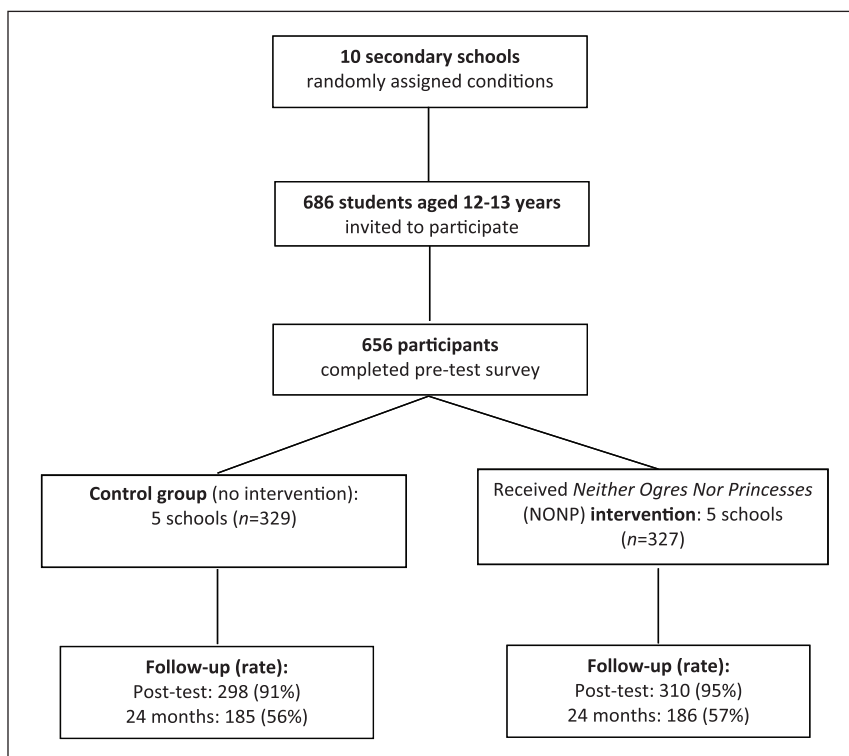 10 secondary schools
randomly assigned conditions
686 students aged 12-13 years
invited to participate
656 participants
completed pre-test survey
Control group (no intervention):
5 schools (n=329)
Received Neither Ogres Nor Princesses
(NONP) intervention: 5 schools
(n=327)
Follow-up (rate):
Post-test: 298 (91%)
24 months: 185 (56%)
Follow-up (rate):
Post-test: 310 (95%)
24 months: 186 (57%)